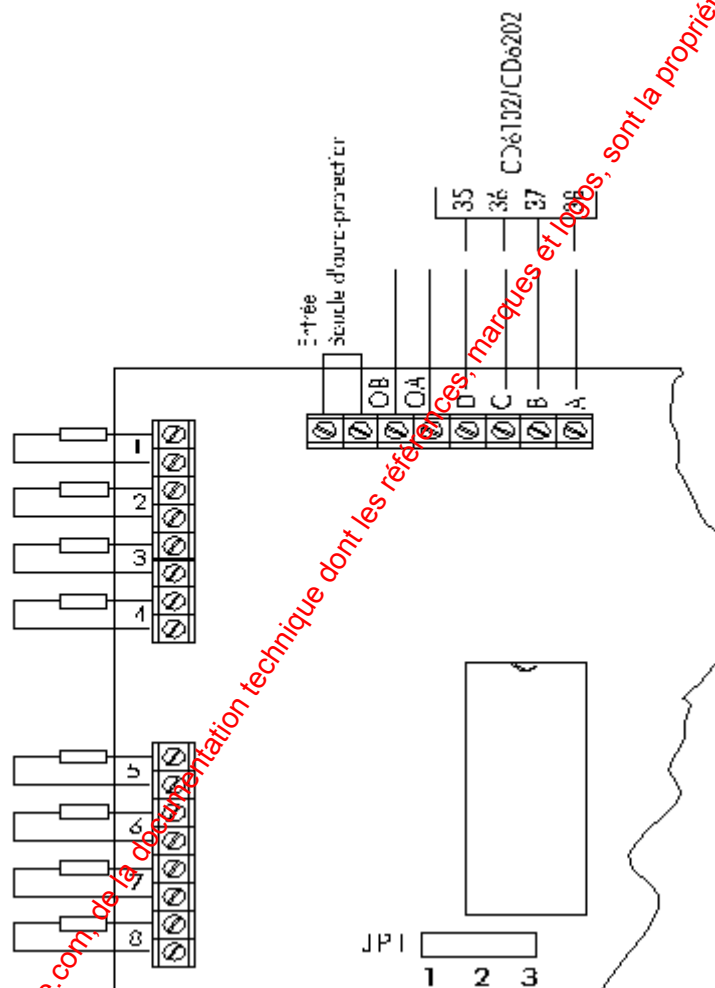 CD6102/CD6202
35
36
37
Entrée
Boucle d'auto-protection
OB
OA
D
C
B
A
1
2
3
4
5
6
7
8
JP1
1 2 3
s.com, de la documentation technique dont les références, marques et logos, sont la propriét